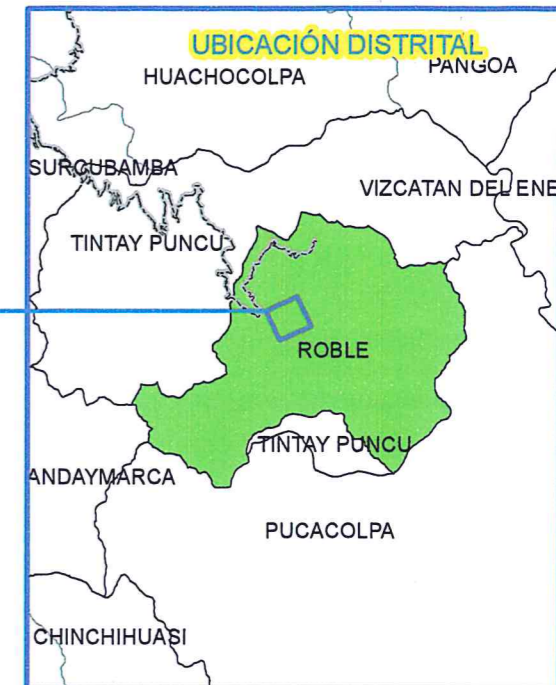 UBICACIÓN DISTRITAL
HUACHOCOLPA
PANGOA
SURCUBAMBA
VIZCATAN DEL ENE
TINTAY PUNCU
ROBLE
TINTAY PUNCU
ANDAYMARCA
PUCACOLPA
CHINCHIHUASI